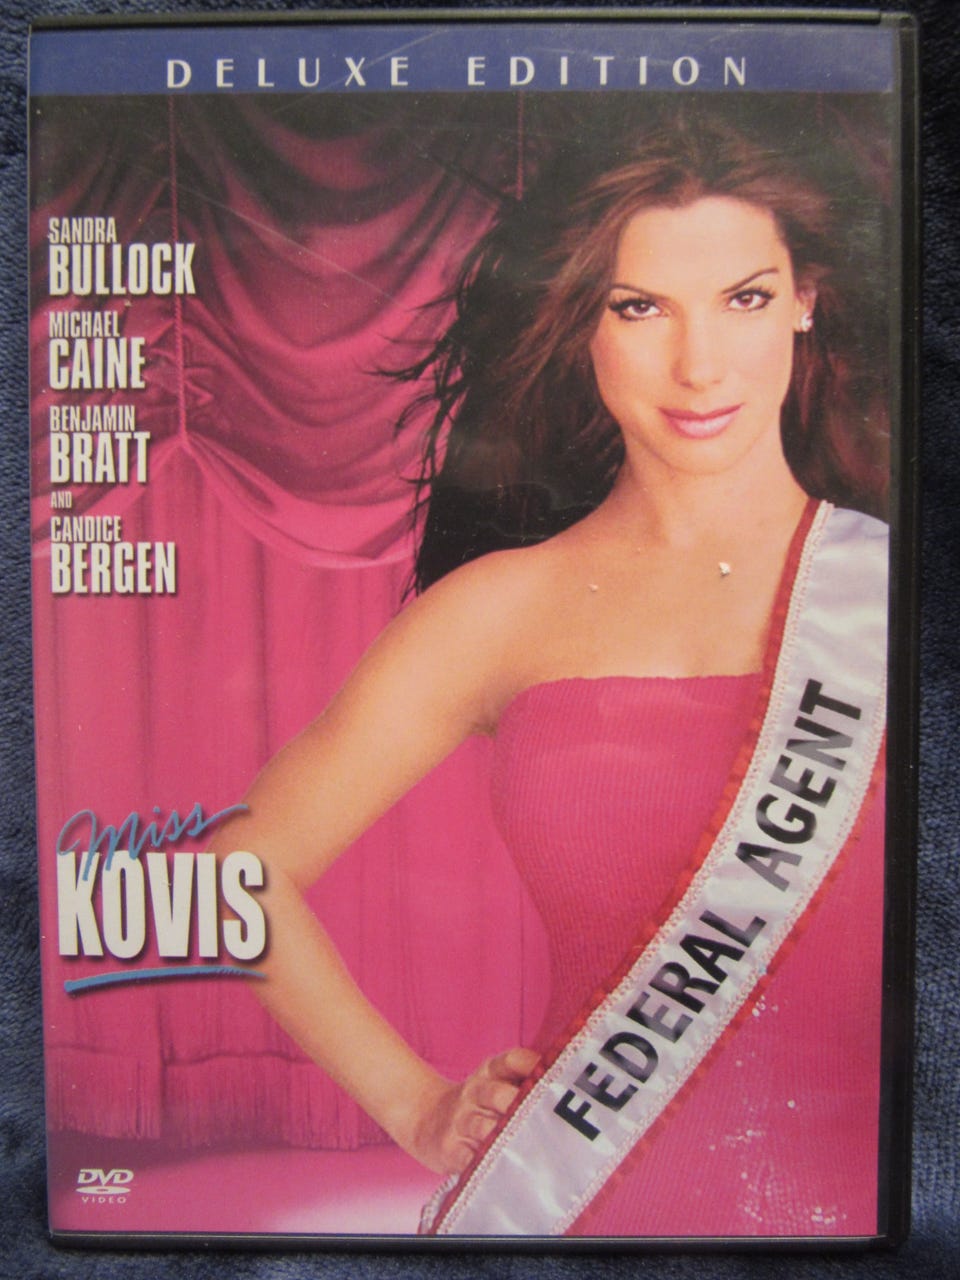 DELUXE EDITION
SANDRA
BULLOCK
MICHAEL
CAINE
BENJAMIN
BRATT
AND
CANDICE
BERGEN
Miss
KOVIS
FEDERAL AGENT
DVD
VIDEO